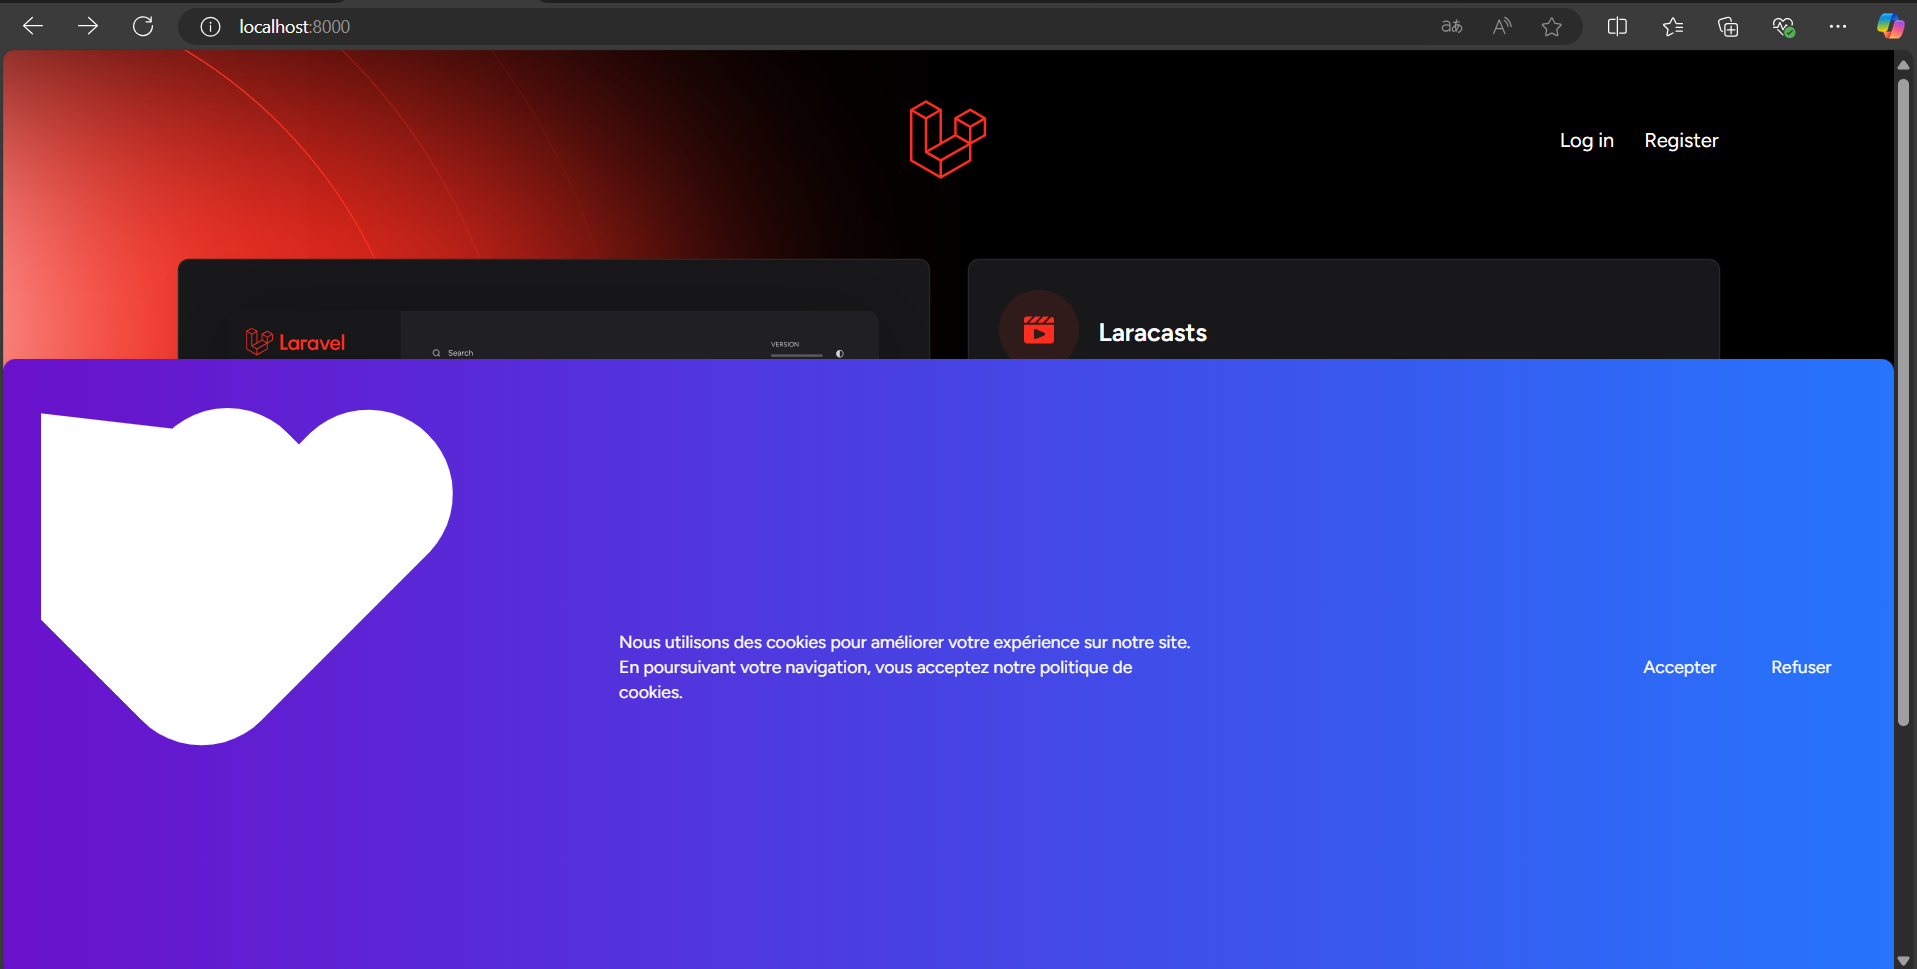 localhost:8000
Log in Register
Laravel
Search
VERSION
Laracasts
Nous utilisons des cookies pour améliorer votre expérience sur notre site.
En poursuivant votre navigation, vous acceptez notre politique de
cookies.
Accepter Refuser